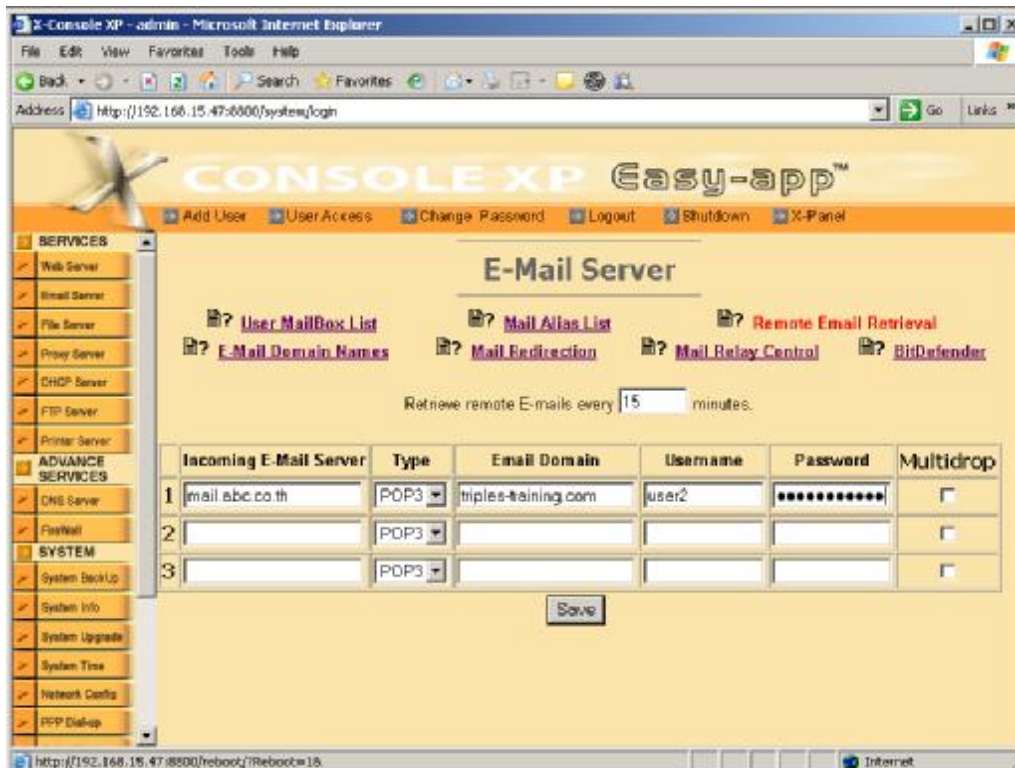 X-Console XP - admin - Microsoft Internet Explorer
File Edit View Favorites Tools Help
Back Search Favorites
Address http://192.168.15.47:8800/system/login Go Links »
X CONSOLE XP Easy-app™
Add User User Access Change Password Logout Shutdown X-Panel
SERVICES
Web Server
Email Server
File Server
Proxy Server
DHCP Server
FTP Server
Printer Server
ADVANCE SERVICES
DNS Server
FireWall
SYSTEM
System BackUp
System Info
System Upgrade
System Time
Network Config
PPP Dial-up
E-Mail Server
? User MailBox List ? Mail Alias List ? Remote Email Retrieval
? E-Mail Domain Names ? Mail Redirection ? Mail Relay Control ? BitDefender
Retrieve remote E-mails every 15 minutes.
Incoming E-Mail Server Type Email Domain Username Password Multidrop
1 mail.abc.co.th POP3 triples-training.com user2 ●●●●●●●●●●●
2 POP3
3 POP3
Save
http://192.168.15.47:8800/reboot/?Reboot=18 Internet